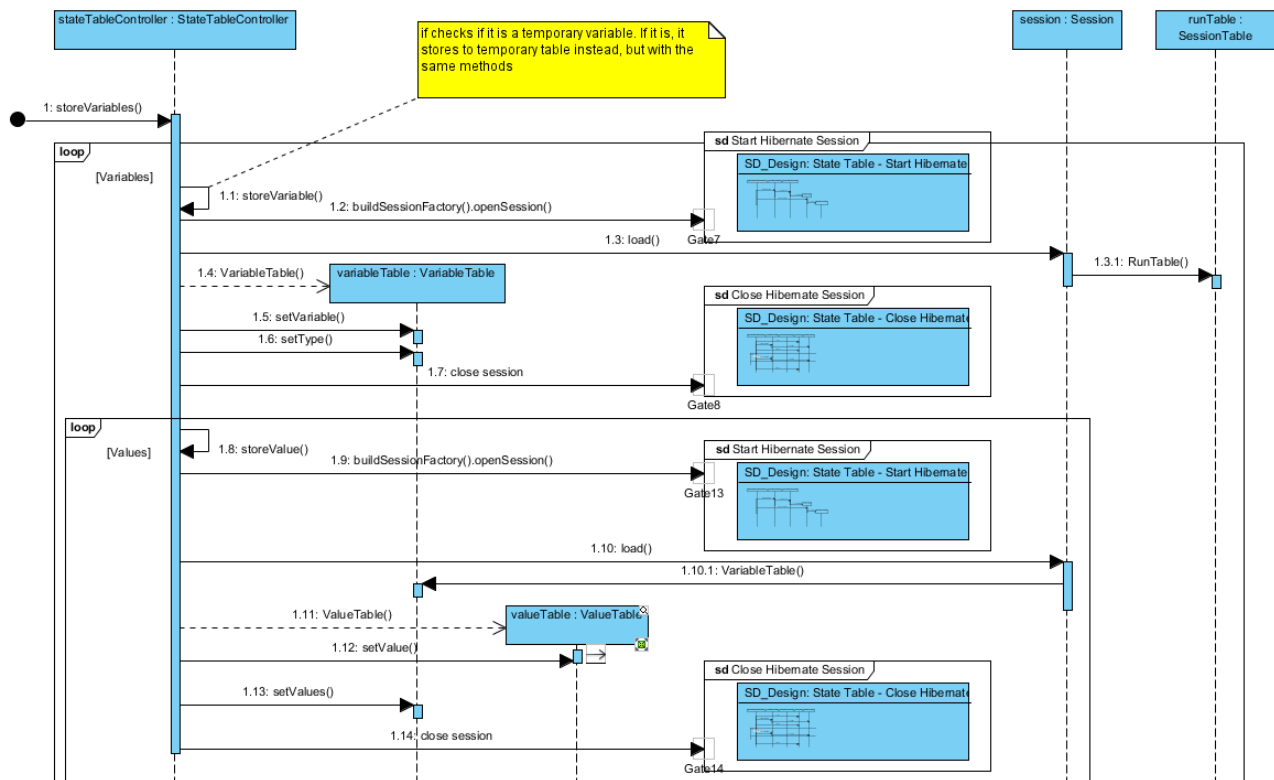 stateTableController : StateTableController
if checks if it is a temporary variable. If it is, it
stores to temporary table instead, but with the
same methods
session : Session
runTable :
SessionTable
1: storeVariables()
loop
[Variables]
sd Start Hibernate Session
SD_Design: State Table - Start Hibernate
1.1: storeVariable()
1.2: buildSessionFactory().openSession()
Gate7
1.3: load()
1.3.1: RunTable()
1.4: VariableTable()
variableTable : VariableTable
sd Close Hibernate Session
SD_Design: State Table - Close Hibernate
1.5: setVariable()
1.6: setType()
1.7: close session
Gate8
loop
[Values]
1.8: storeValue()
sd Start Hibernate Session
SD_Design: State Table - Start Hibernate
1.9: buildSessionFactory().openSession()
Gate13
1.10: load()
1.10.1: VariableTable()
1.11: ValueTable()
valueTable : ValueTable
1.12: setValue()
sd Close Hibernate Session
SD_Design: State Table - Close Hibernate
1.13: setValues()
1.14: close session
Gate14